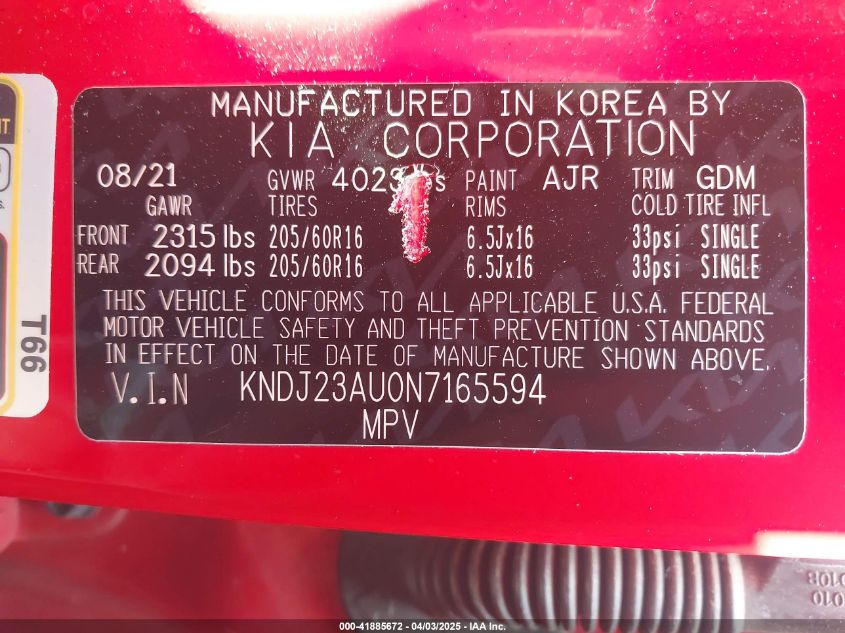 MANUFACTURED IN KOREA BY
KIA CORPORATION
08/21 GVWR PAINT AJR TRIM GDM
GAWR TIRES RIMS COLD TIRE INFL
FRONT 2315 lbs 205/60R16 6.5Jx16 33psi SINGLE
REAR 2094 lbs 205/60R16 6.5Jx16 33psi SINGLE
THIS VEHICLE CONFORMS TO ALL APPLICABLE U.S.A. FEDERAL
MOTOR VEHICLE SAFETY AND THEFT PREVENTION STANDARDS
IN EFFECT ON THE DATE OF MANUFACTURE SHOWN ABOVE.
V.I.N KNDJ23AU0N7165594
MPV
T66
000-41885672 - 04/03/2025 - IAA Inc.